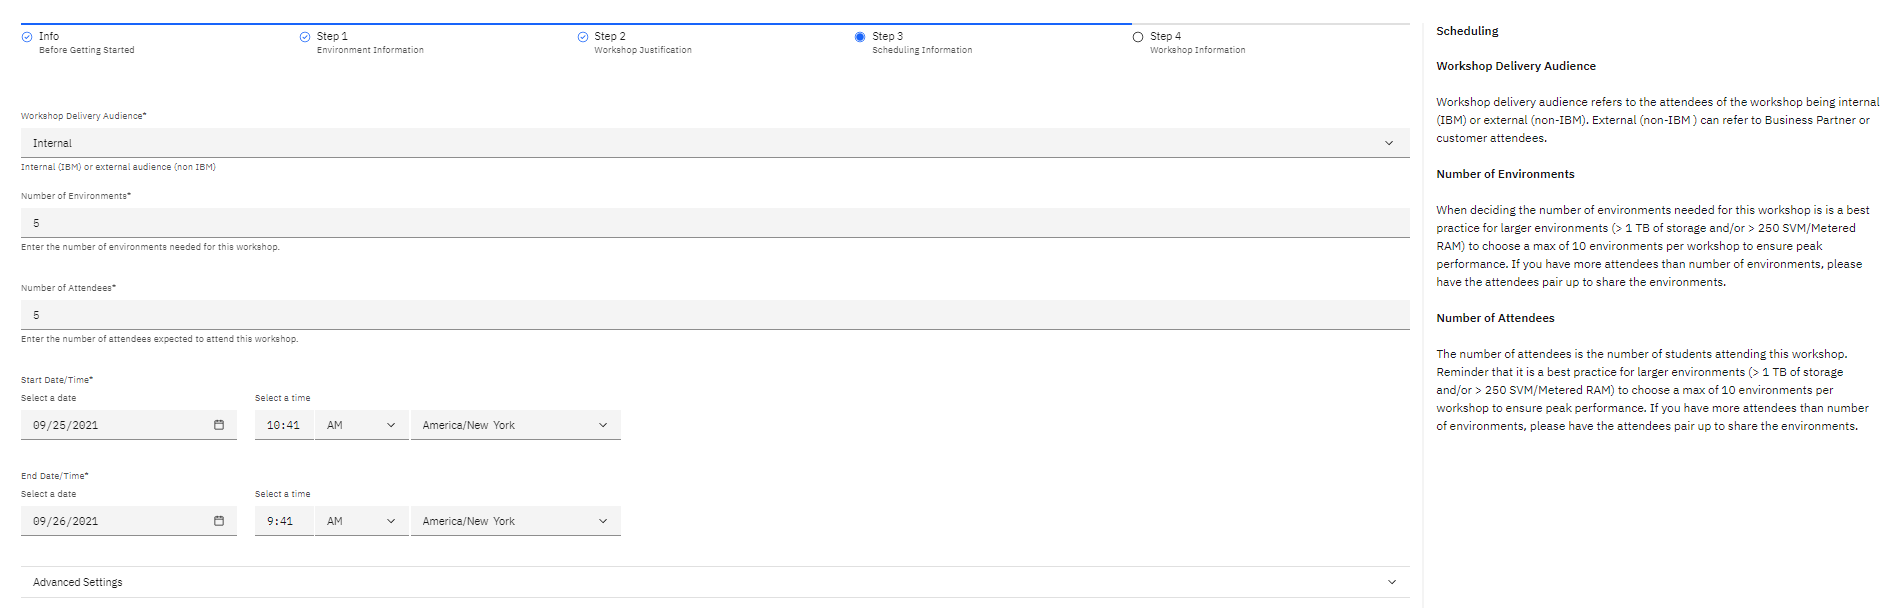 Info
Before Getting Started
Step 1
Environment Information
Step 2
Workshop Justification
Step 3
Scheduling Information
Step 4
Workshop Information
Workshop Delivery Audience*
Internal
Internal (IBM) or external audience (non IBM)
Number of Environments*
5
Enter the number of environments needed for this workshop.
Number of Attendees*
5
Enter the number of attendees expected to attend this workshop.
Start Date/Time*
Select a date
Select a time
09/25/2021
10:41
AM
America/New York
End Date/Time*
Select a date
Select a time
09/26/2021
9:41
AM
America/New York
Advanced Settings
Scheduling
Workshop Delivery Audience
Workshop delivery audience refers to the attendees of the workshop being internal
(IBM) or external (non-IBM). External (non-IBM ) can refer to Business Partner or
customer attendees.
Number of Environments
When deciding the number of environments needed for this workshop is is a best
practice for larger environments (> 1 TB of storage and/or > 250 SVM/Metered
RAM) to choose a max of 10 environments per workshop to ensure peak
performance. If you have more attendees than number of environments, please
have the attendees pair up to share the environments.
Number of Attendees
The number of attendees is the number of students attending this workshop.
Reminder that it is a best practice for larger environments (> 1 TB of storage
and/or > 250 SVM/Metered RAM) to choose a max of 10 environments per
workshop to ensure peak performance. If you have more attendees than number
of environments, please have the attendees pair up to share the environments.